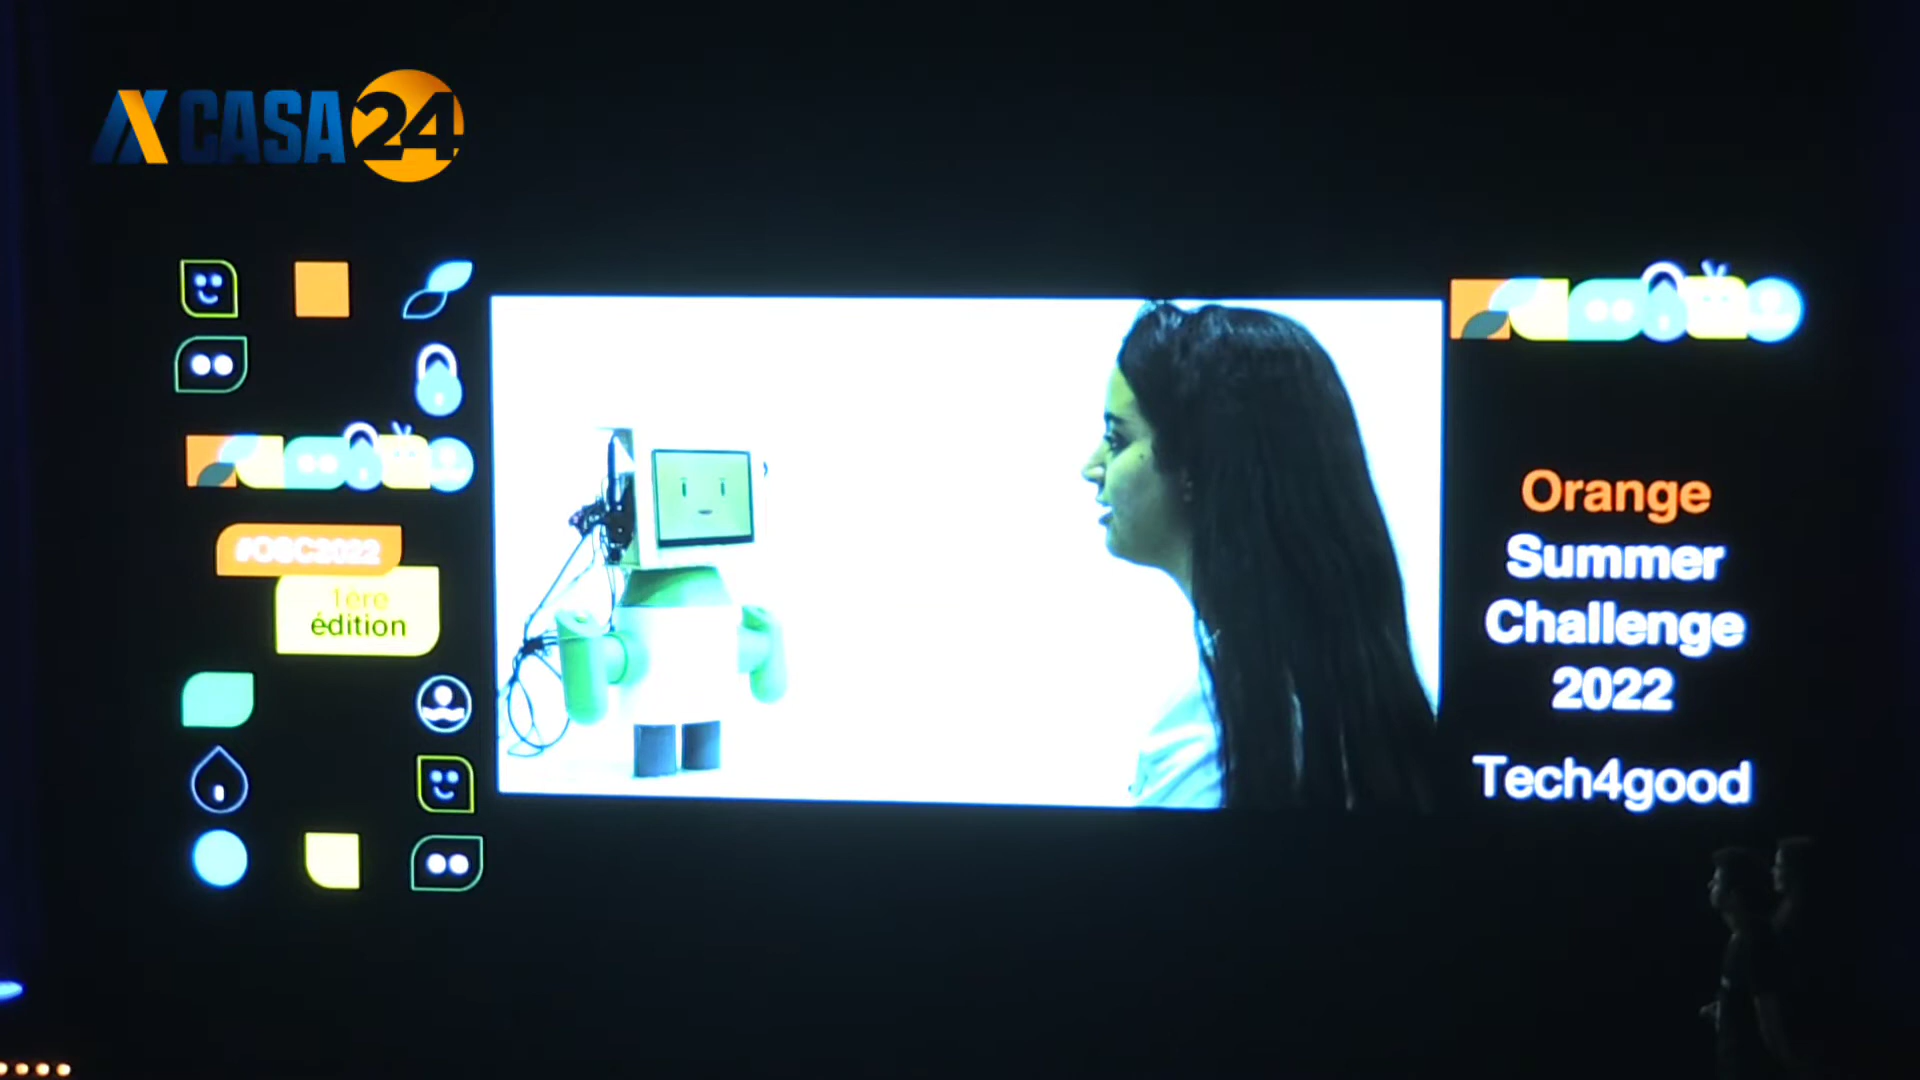 CASA24
#OSC2022
1ère
édition
Orange
Summer
Challenge
2022
Tech4good